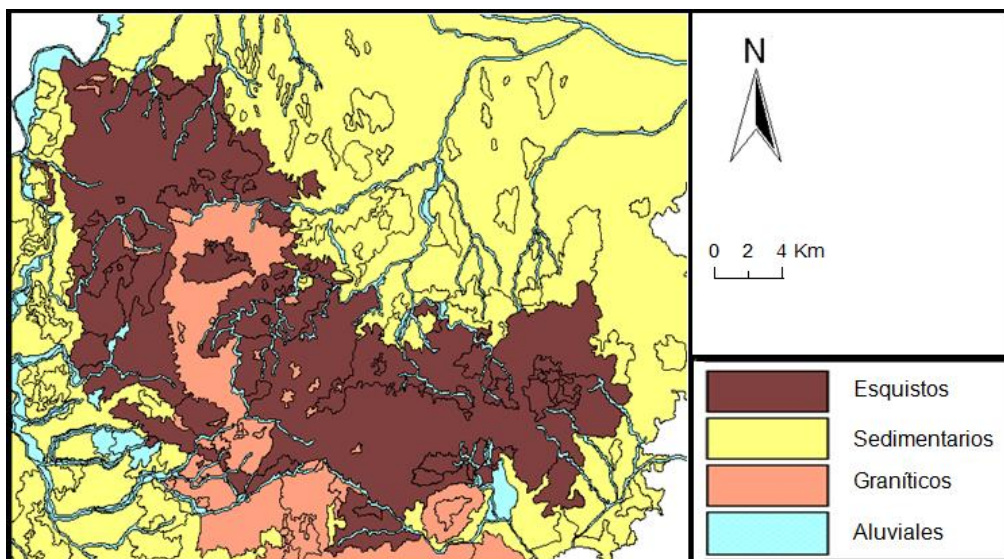 N
0 2 4 Km
Esquistos
Sedimentarios
Graníticos
Aluviales